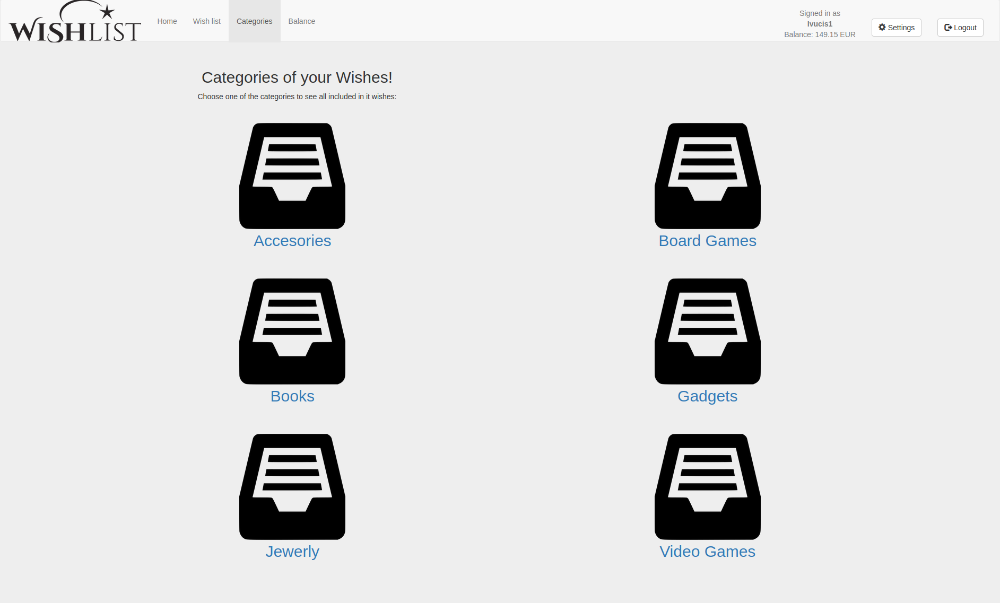 WISHLIST
Home
Wish list
Categories
Balance
Signed in as
Ivucis1
Balance: 149.15 EUR
Settings
Logout
Categories of your Wishes!
Choose one of the categories to see all included in it wishes:
Accesories
Board Games
Books
Gadgets
Jewerly
Video Games